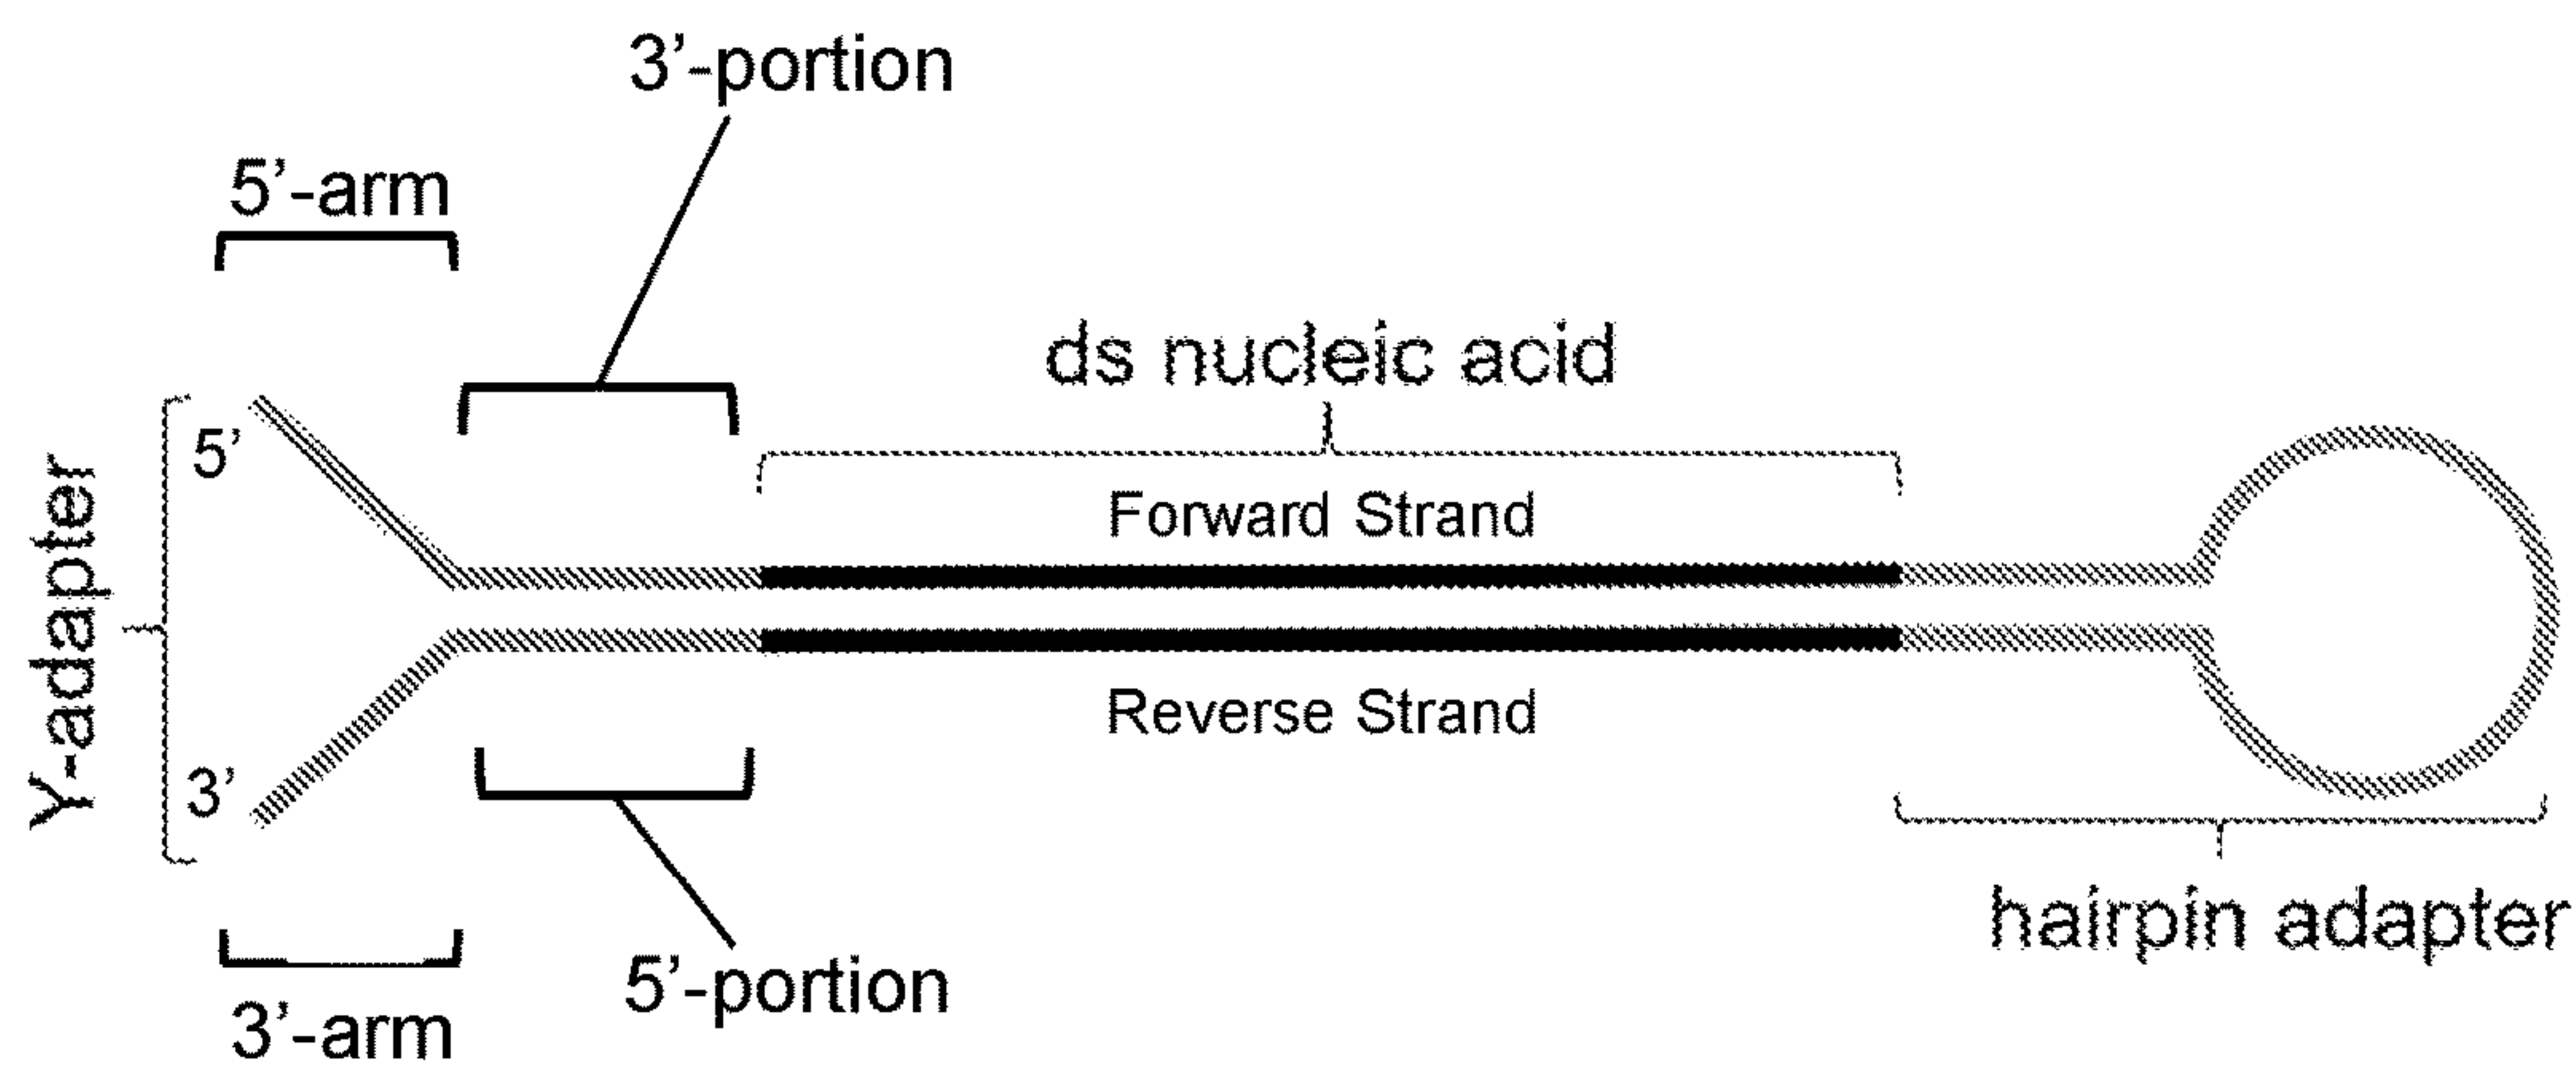 3’-portion
5’-arm
ds nucleic acid
5’
Forward Strand
Y-adapter
Reverse Strand
3’
hairpin adapter
5’-portion
3’-arm